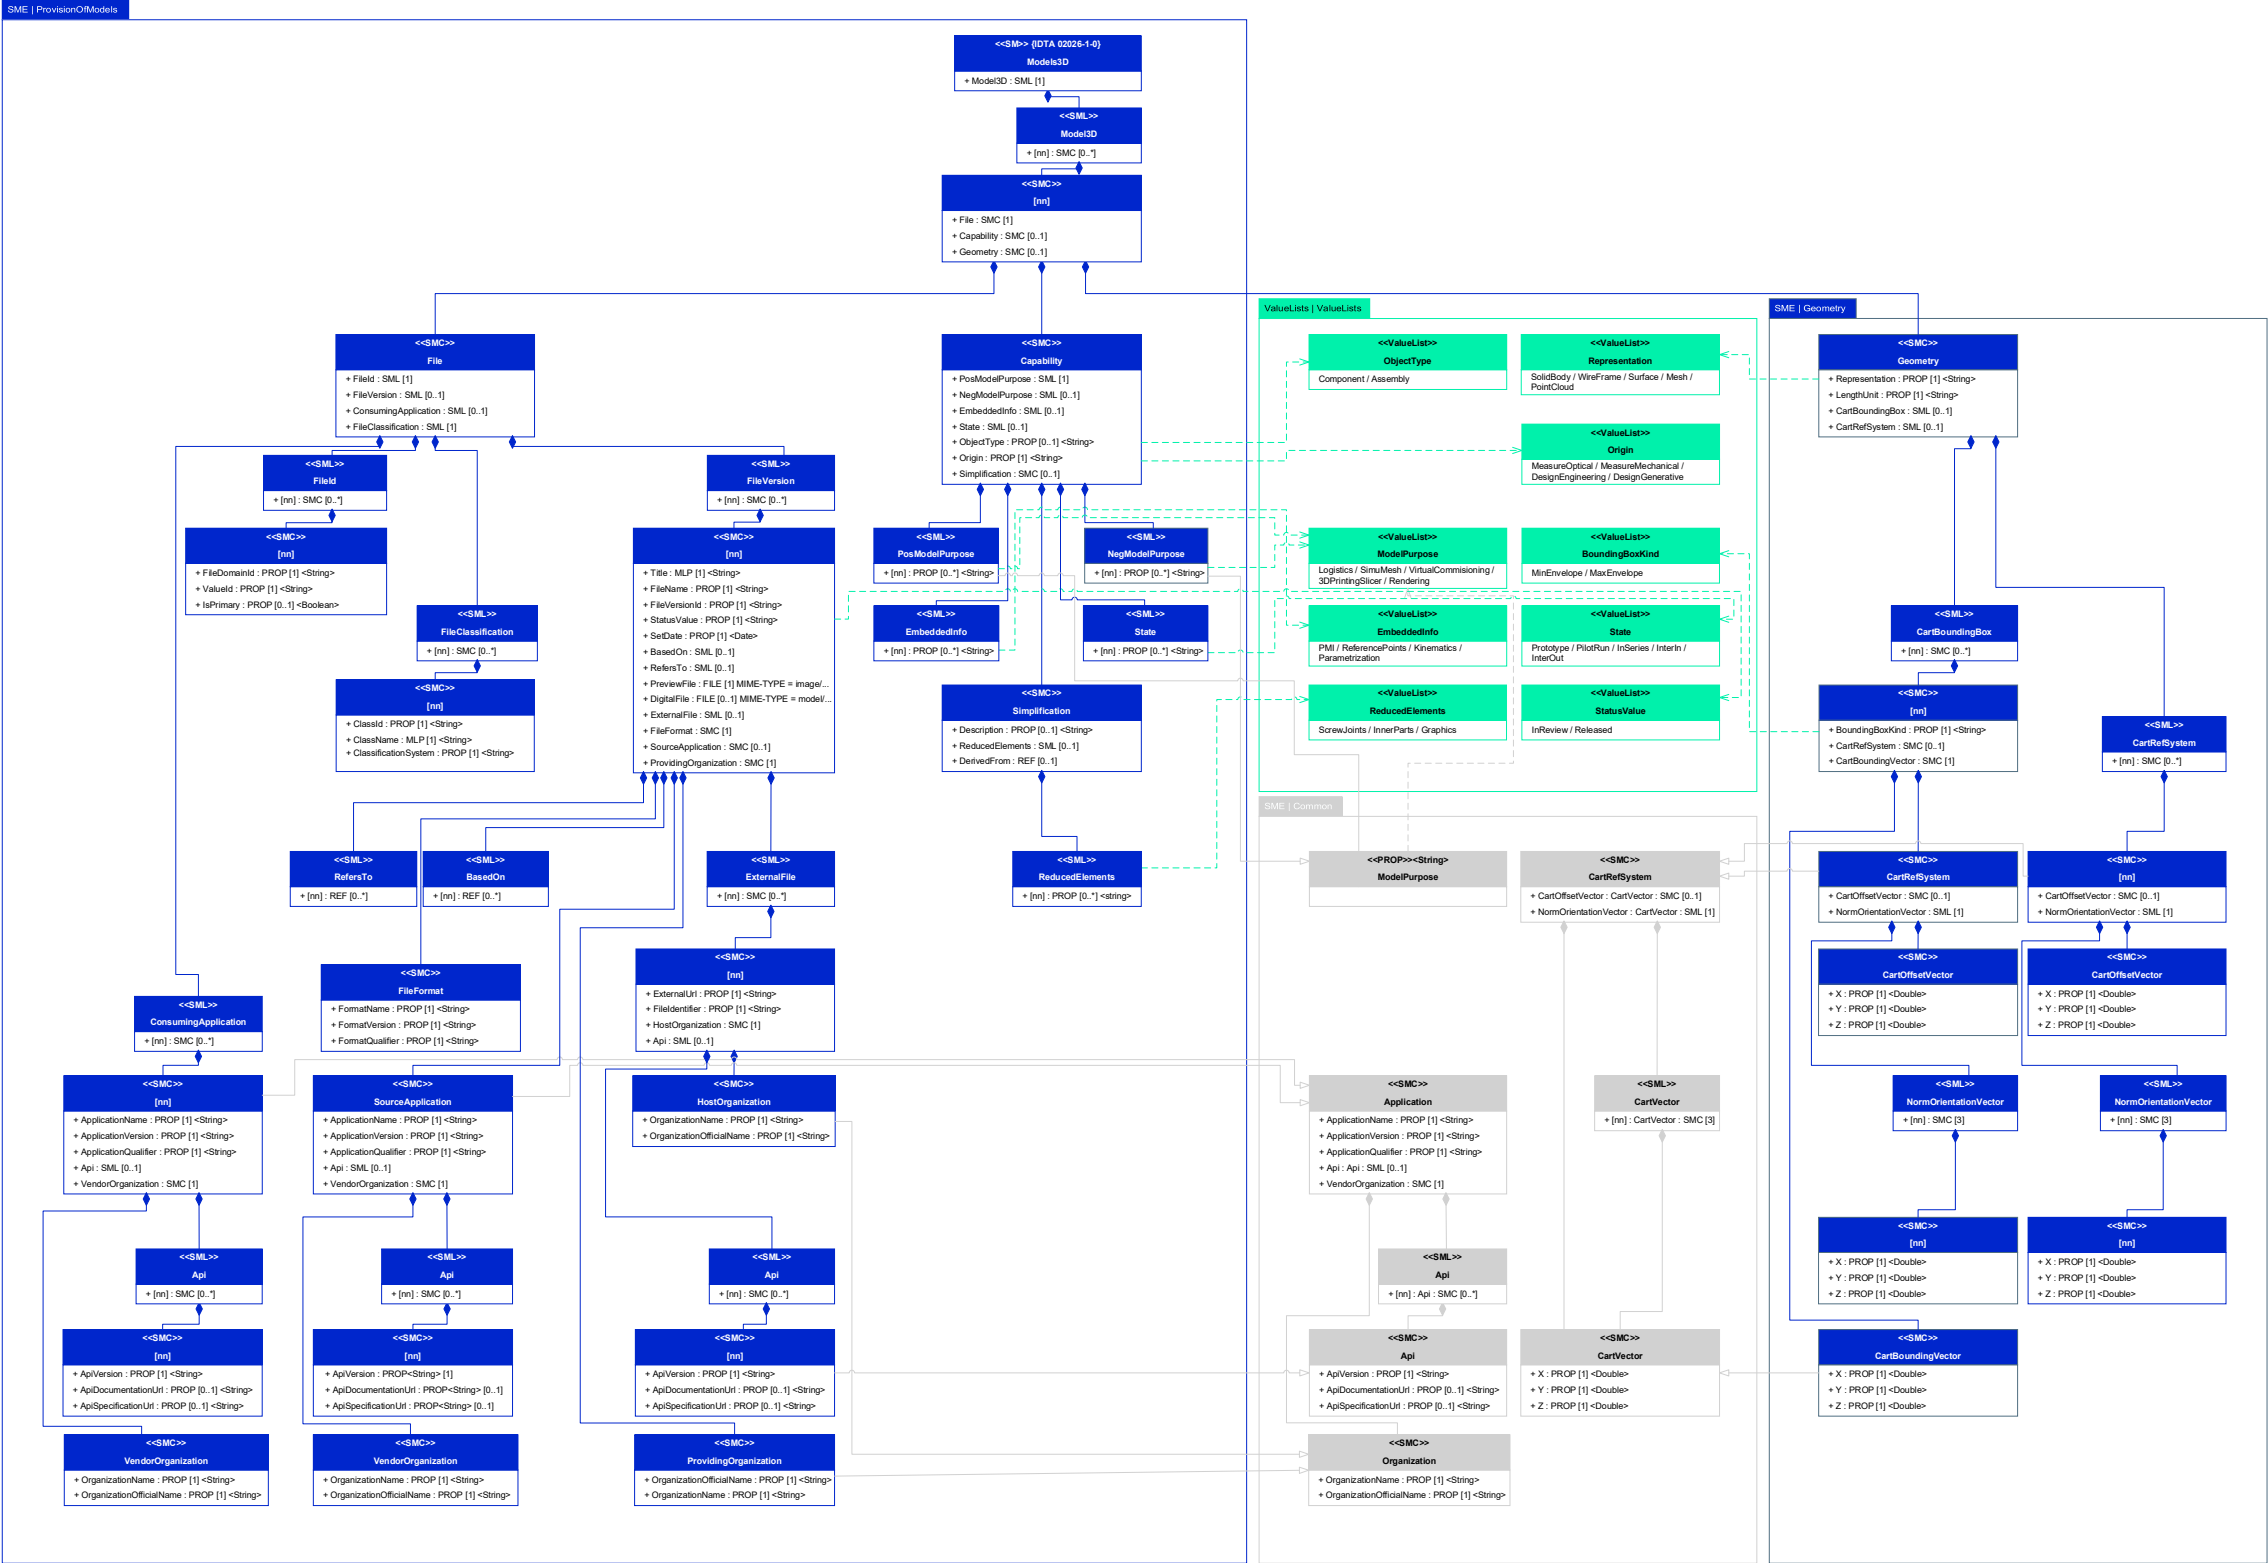 SME | ProvisionOfModels
<<SM>> {IDTA 02026-1-0}
Models3D
+ Model3D : SML [1]
<<SML>>
Model3D
+ [nn] : SMC [0..*]
<<SMC>>
[nn]
+ File : SMC [1]
+ Capability : SMC [0..1]
+ Geometry : SMC [0..1]
<<SMC>>
File
+ FileId : SML [1]
+ FileVersion : SML [0..1]
+ ConsumingApplication : SML [0..1]
+ FileClassification : SML [1]
<<SML>>
FileId
+ [nn] : SMC [0..*]
<<SMC>>
[nn]
+ FileDomainId : PROP [1] <String>
+ ValueId : PROP [1] <String>
+ IsPrimary : PROP [0..1] <Boolean>
<<SML>>
FileClassification
+ [nn] : SMC [0..*]
<<SMC>>
[nn]
+ ClassId : PROP [1] <String>
+ ClassName : MLP [1] <String>
+ ClassificationSystem : PROP [1] <String>
<<SML>>
FileVersion
+ [nn] : SMC [0..*]
<<SMC>>
[nn]
+ Title : MLP [1] <String>
+ FileName : PROP [1] <String>
+ FileVersionId : PROP [1] <String>
+ StatusValue : PROP [1] <String>
+ SetDate : PROP [1] <Date>
+ BasedOn : SML [0..1]
+ RefersTo : SML [0..1]
+ PreviewFile : FILE [1] MIME-TYPE = image/...
+ DigitalFile : FILE [0..1] MIME-TYPE = model/...
+ ExternalFile : SML [0..1]
+ FileFormat : SMC [1]
+ SourceApplication : SMC [0..1]
+ ProvidingOrganization : SMC [1]
<<SML>>
RefersTo
+ [nn] : REF [0..*]
<<SML>>
BasedOn
+ [nn] : REF [0..*]
<<SML>>
ExternalFile
+ [nn] : SMC [0..*]
<<SMC>>
[nn]
+ ExternalUrl : PROP [1] <String>
+ FileIdentifier : PROP [1] <String>
+ HostOrganization : SMC [1]
+ Api : SML [0..1]
<<SMC>>
FileFormat
+ FormatName : PROP [1] <String>
+ FormatVersion : PROP [1] <String>
+ FormatQualifier : PROP [1] <String>
<<SML>>
ConsumingApplication
+ [nn] : SMC [0..*]
<<SMC>>
[nn]
+ ApplicationName : PROP [1] <String>
+ ApplicationVersion : PROP [1] <String>
+ ApplicationQualifier : PROP [1] <String>
+ Api : SML [0..1]
+ VendorOrganization : SMC [1]
<<SMC>>
SourceApplication
+ ApplicationName : PROP [1] <String>
+ ApplicationVersion : PROP [1] <String>
+ ApplicationQualifier : PROP [1] <String>
+ Api : SML [0..1]
+ VendorOrganization : SMC [1]
<<SMC>>
HostOrganization
+ OrganizationName : PROP [1] <String>
+ OrganizationOfficialName : PROP [1] <String>
<<SML>>
Api
+ [nn] : SMC [0..*]
<<SML>>
Api
+ [nn] : SMC [0..*]
<<SML>>
Api
+ [nn] : SMC [0..*]
<<SMC>>
[nn]
+ ApiVersion : PROP [1] <String>
+ ApiDocumentationUrl : PROP [0..1] <String>
+ ApiSpecificationUrl : PROP [0..1] <String>
<<SMC>>
[nn]
+ ApiVersion : PROP<String> [1]
+ ApiDocumentationUrl : PROP<String> [0..1]
+ ApiSpecificationUrl : PROP<String> [0..1]
<<SMC>>
[nn]
+ ApiVersion : PROP [1] <String>
+ ApiDocumentationUrl : PROP [0..1] <String>
+ ApiSpecificationUrl : PROP [0..1] <String>
<<SMC>>
VendorOrganization
+ OrganizationName : PROP [1] <String>
+ OrganizationOfficialName : PROP [1] <String>
<<SMC>>
VendorOrganization
+ OrganizationName : PROP [1] <String>
+ OrganizationOfficialName : PROP [1] <String>
<<SMC>>
ProvidingOrganization
+ OrganizationOfficialName : PROP [1] <String>
+ OrganizationName : PROP [1] <String>
<<SMC>>
Capability
+ PosModelPurpose : SML [1]
+ NegModelPurpose : SML [0..1]
+ EmbeddedInfo : SML [0..1]
+ State : SML [0..1]
+ ObjectType : PROP [0..1] <String>
+ Origin : PROP [1] <String>
+ Simplification : SMC [0..1]
<<SML>>
PosModelPurpose
+ [nn] : PROP [0..*] <String>
<<SML>>
NegModelPurpose
+ [nn] : PROP [0..*] <String>
<<SML>>
EmbeddedInfo
+ [nn] : PROP [0..*] <String>
<<SML>>
State
+ [nn] : PROP [0..*] <String>
<<SMC>>
Simplification
+ Description : PROP [0..1] <String>
+ ReducedElements : SML [0..1]
+ DerivedFrom : REF [0..1]
<<SML>>
ReducedElements
+ [nn] : PROP [0..*] <string>
ValueLists | ValueLists
<<ValueList>>
ObjectType
Component / Assembly
<<ValueList>>
Representation
SolidBody / WireFrame / Surface / Mesh /
PointCloud
<<ValueList>>
Origin
MeasureOptical / MeasureMechanical /
DesignEngineering / DesignGenerative
<<ValueList>>
ModelPurpose
Logistics / SimuMesh / VirtualCommisioning /
3DPrintingSlicer / Rendering
<<ValueList>>
BoundingBoxKind
MinEnvelope / MaxEnvelope
<<ValueList>>
EmbeddedInfo
PMI / ReferencePoints / Kinematics /
Parametrization
<<ValueList>>
State
Prototype / PilotRun / InSeries / InterIn /
InterOut
<<ValueList>>
ReducedElements
ScrewJoints / InnerParts / Graphics
<<ValueList>>
StatusValue
InReview / Released
SME | Common
<<PROP>><String>
ModelPurpose
<<SMC>>
CartRefSystem
+ CartOffsetVector : CartVector : SMC [0..1]
+ NormOrientationVector : CartVector : SML [1]
<<SMC>>
Application
+ ApplicationName : PROP [1] <String>
+ ApplicationVersion : PROP [1] <String>
+ ApplicationQualifier : PROP [1] <String>
+ Api : Api : SML [0..1]
+ VendorOrganization : SMC [1]
<<SML>>
CartVector
+ [nn] : CartVector : SMC [3]
<<SML>>
Api
+ [nn] : Api : SMC [0..*]
<<SMC>>
Api
+ ApiVersion : PROP [1] <String>
+ ApiDocumentationUrl : PROP [0..1] <String>
+ ApiSpecificationUrl : PROP [0..1] <String>
<<SMC>>
CartVector
+ X : PROP [1] <Double>
+ Y : PROP [1] <Double>
+ Z : PROP [1] <Double>
<<SMC>>
Organization
+ OrganizationName : PROP [1] <String>
+ OrganizationOfficialName : PROP [1] <String>
SME | Geometry
<<SMC>>
Geometry
+ Representation : PROP [1] <String>
+ LengthUnit : PROP [1] <String>
+ CartBoundingBox : SML [0..1]
+ CartRefSystem : SML [0..1]
<<SML>>
CartBoundingBox
+ [nn] : SMC [0..*]
<<SMC>>
[nn]
+ BoundingBoxKind : PROP [1] <String>
+ CartRefSystem : SMC [0..1]
+ CartBoundingVector : SMC [1]
<<SML>>
CartRefSystem
+ [nn] : SMC [0..*]
<<SMC>>
CartRefSystem
+ CartOffsetVector : SMC [0..1]
+ NormOrientationVector : SML [1]
<<SMC>>
[nn]
+ CartOffsetVector : SMC [0..1]
+ NormOrientationVector : SML [1]
<<SMC>>
CartOffsetVector
+ X : PROP [1] <Double>
+ Y : PROP [1] <Double>
+ Z : PROP [1] <Double>
<<SMC>>
CartOffsetVector
+ X : PROP [1] <Double>
+ Y : PROP [1] <Double>
+ Z : PROP [1] <Double>
<<SML>>
NormOrientationVector
+ [nn] : SMC [3]
<<SML>>
NormOrientationVector
+ [nn] : SMC [3]
<<SMC>>
[nn]
+ X : PROP [1] <Double>
+ Y : PROP [1] <Double>
+ Z : PROP [1] <Double>
<<SMC>>
[nn]
+ X : PROP [1] <Double>
+ Y : PROP [1] <Double>
+ Z : PROP [1] <Double>
<<SMC>>
CartBoundingVector
+ X : PROP [1] <Double>
+ Y : PROP [1] <Double>
+ Z : PROP [1] <Double>